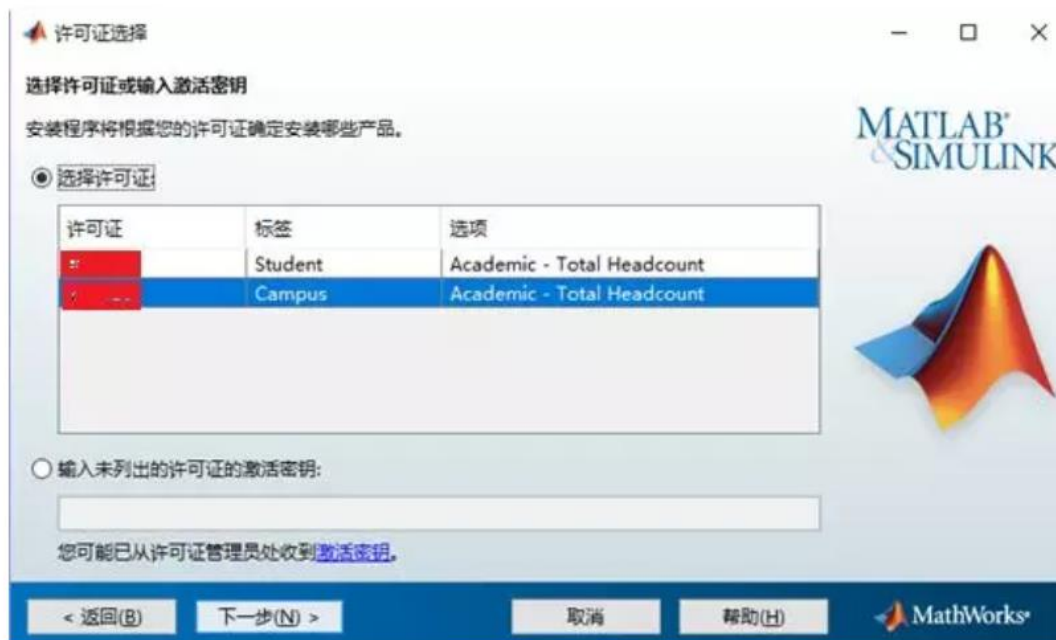 许可证选择
选择许可证或输入激活密钥
安装程序将根据您的许可证确定安装哪些产品。
MATLAB
&SIMULINK
选择许可证:
许可证 标签 选项
Student Academic - Total Headcount
Campus Academic - Total Headcount
输入未列出的许可证的激活密钥:
您可能已从许可证管理员处收到激活密钥。
< 返回(B) 下一步(N) > 取消 帮助(H) MathWorks